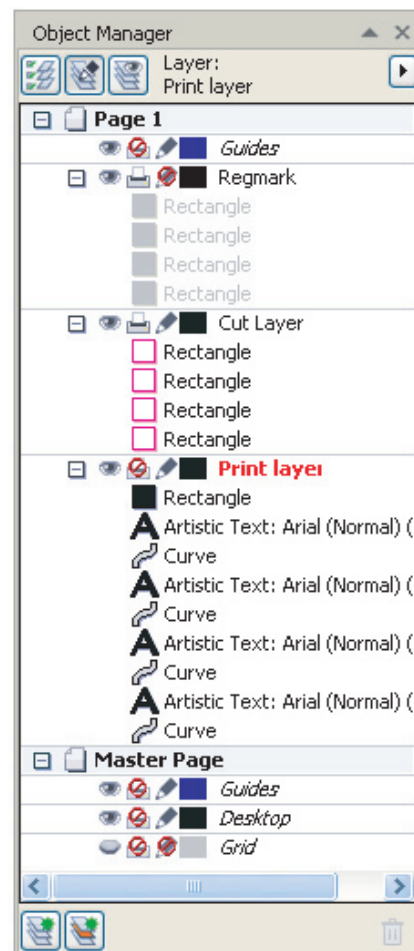 Object Manager
Layer:
Print layer
Page 1
Guides
Regmark
Rectangle
Rectangle
Rectangle
Rectangle
Cut Layer
Rectangle
Rectangle
Rectangle
Rectangle
Print layer
Rectangle
Artistic Text: Arial (Normal) (
Curve
Artistic Text: Arial (Normal) (
Curve
Artistic Text: Arial (Normal) (
Curve
Artistic Text: Arial (Normal) (
Curve
Master Page
Guides
Desktop
Grid